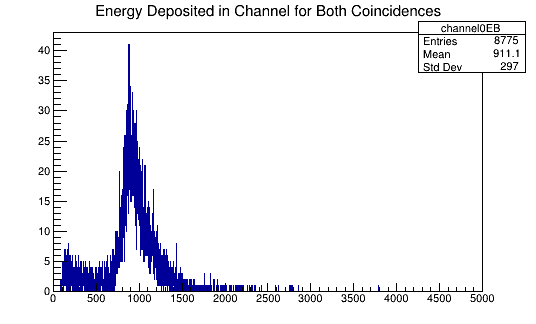 Energy Deposited in Channel for Both Coincidences
channel0EB
Entries 8775
Mean 911.1
Std Dev 297
40
35
30
25
20
15
10
5
0
0 500 1000 1500 2000 2500 3000 3500 4000 4500 5000